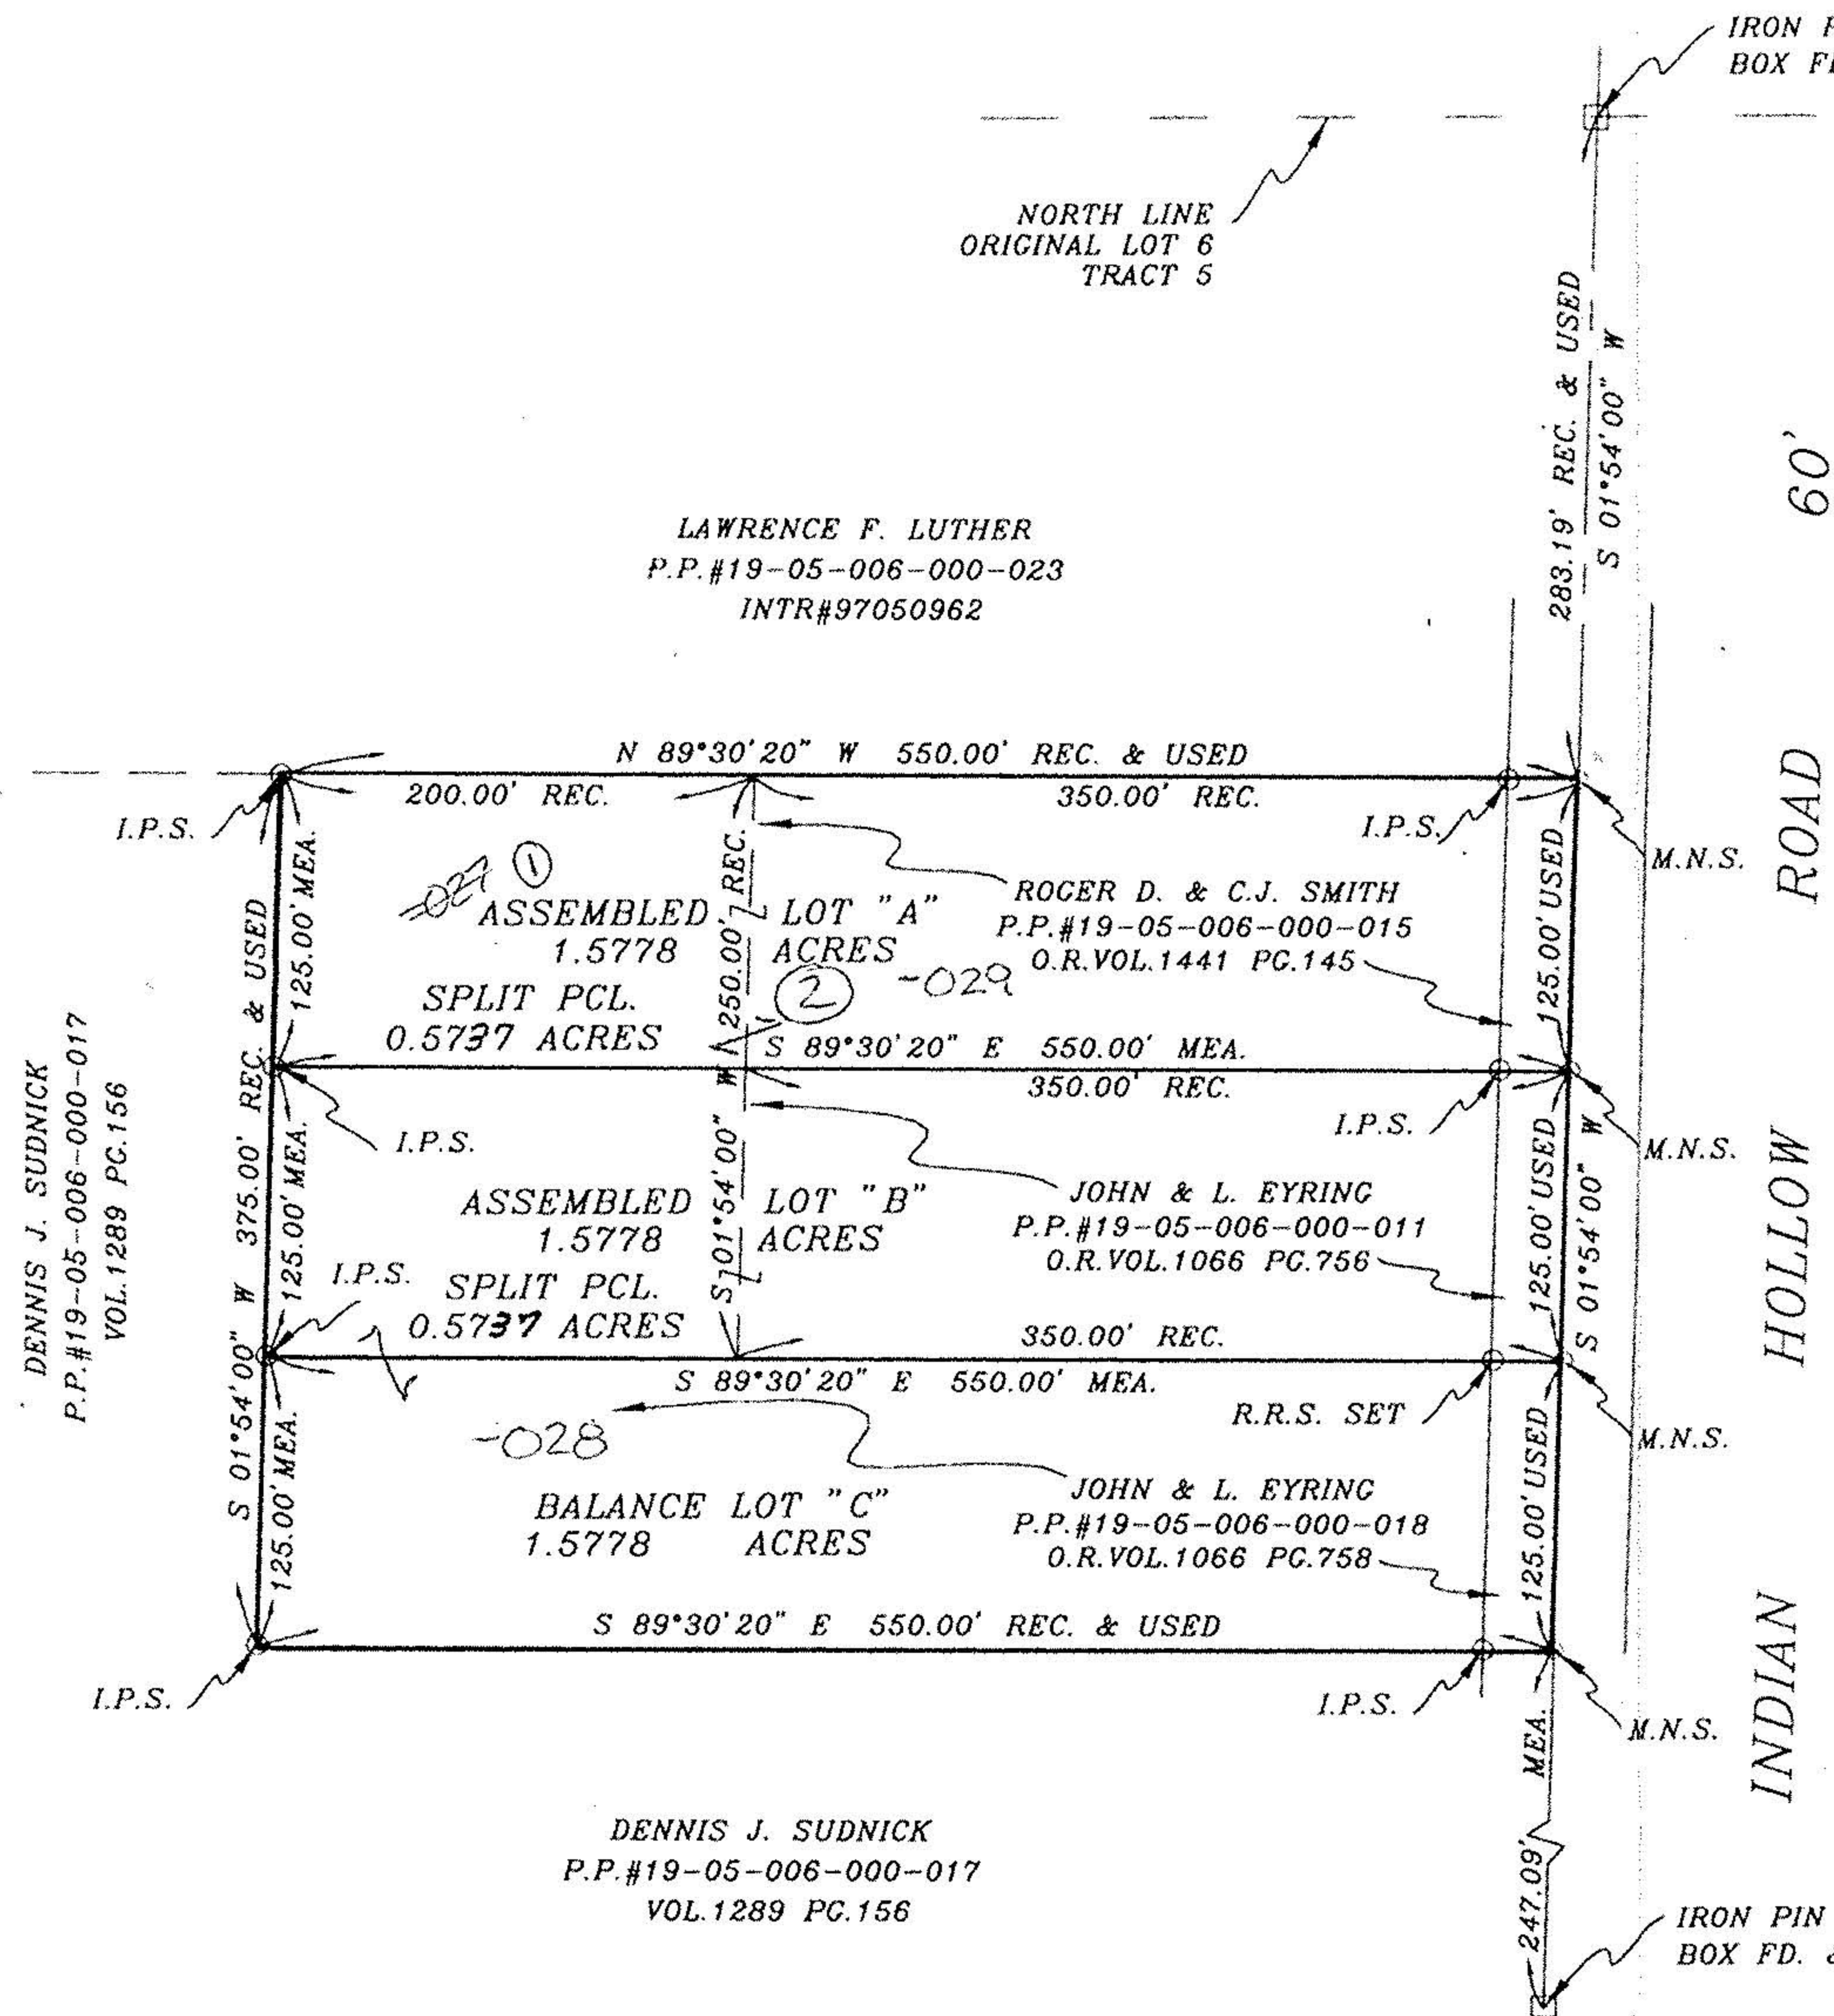 IRON
BOX
NORTH LINE
ORIGINAL LOT 6
TRACT 5
283.19' REC. & USED
S 01°54'00" W
60'
LAWRENCE F. LUTHER
P.P.#19-05-006-000-023
INTR#97050962
N 89°30'20" W 550.00' REC. & USED
200.00' REC.
350.00' REC.
I.P.S.
I.P.S.
M.N.S.
ROAD
125.00' MEA.
250.00' REC.
125.00' USED
-027 1
ASSEMBLED LOT "A"
1.5778 ACRES
ROGER D. & C.J. SMITH
P.P.#19-05-006-000-015
O.R.VOL.1441 PG.145
2 -029
SPLIT PCL.
0.5737 ACRES
S 89°30'20" E 550.00' MEA.
350.00' REC.
S 01°54'00" W 375.00' REC. & USED
DENNIS J. SUDNICK
P.P.#19-05-006-000-017
VOL.1289 PG.156
I.P.S.
I.P.S.
M.N.S.
125.00' MEA.
S 01°54'00" W
125.00' USED
S 01°54'00" W
HOLLOW
ASSEMBLED LOT "B"
1.5778 ACRES
JOHN & L. EYRING
P.P.#19-05-006-000-011
O.R.VOL.1066 PG.756
I.P.S.
SPLIT PCL.
0.5737 ACRES
350.00' REC.
S 89°30'20" E 550.00' MEA.
R.R.S. SET
M.N.S.
125.00' MEA.
125.00' USED
-028
BALANCE LOT "C"
1.5778 ACRES
JOHN & L. EYRING
P.P.#19-05-006-000-018
O.R.VOL.1066 PG.758
S 89°30'20" E 550.00' REC. & USED
I.P.S.
I.P.S.
M.N.S.
INDIAN
247.09' MEA.
DENNIS J. SUDNICK
P.P.#19-05-006-000-017
VOL.1289 PG.156
IRON PIN
BOX FD.